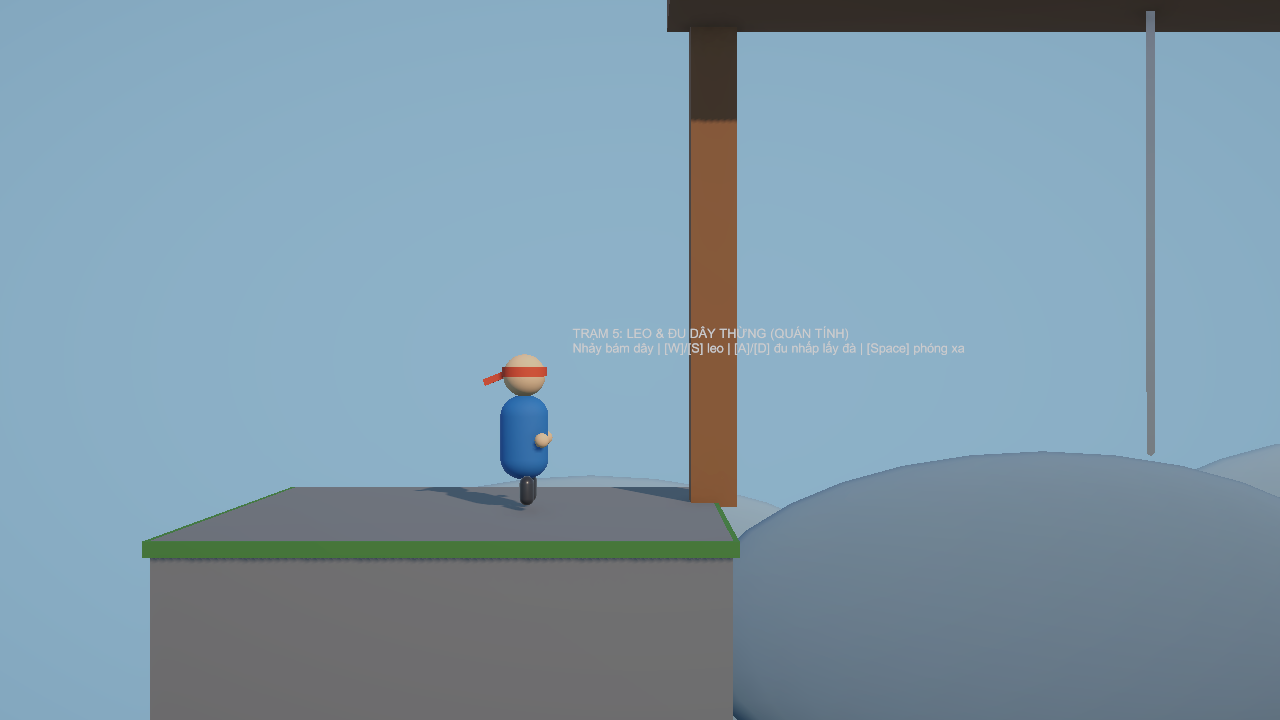 TRẠM 5: LEO & ĐU DÂY THỪNG (QUÁN TÍNH)
Nhảy bám dây | [W]/[S] leo | [A]/[D] đu nhấp lấy đà | [Space] phóng xa